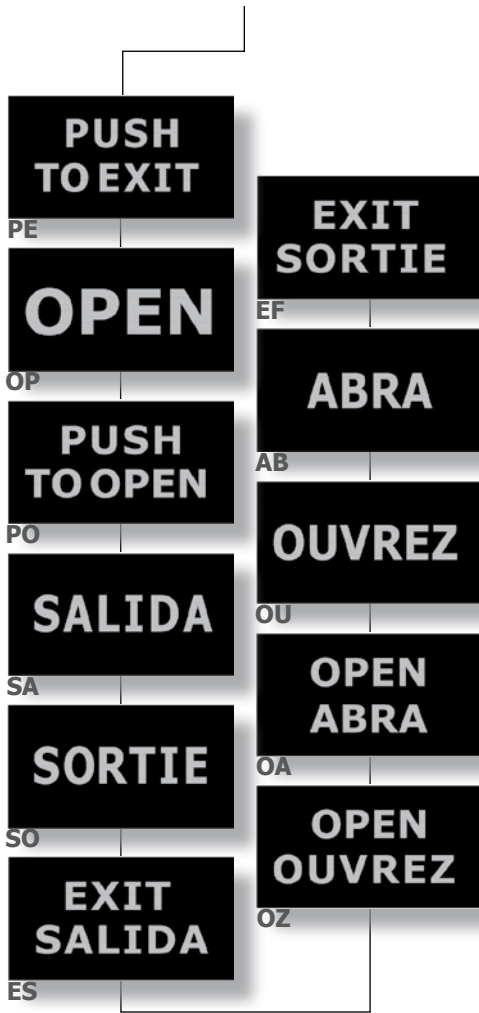 PUSH
TO EXIT
PE
OPEN
OP
PUSH
TO OPEN
PO
SALIDA
SA
SORTIE
SO
EXIT
SALIDA
ES
EXIT
SORTIE
EF
ABRA
AB
OUVREZ
OU
OPEN
ABRA
OA
OPEN
OUVREZ
OZ